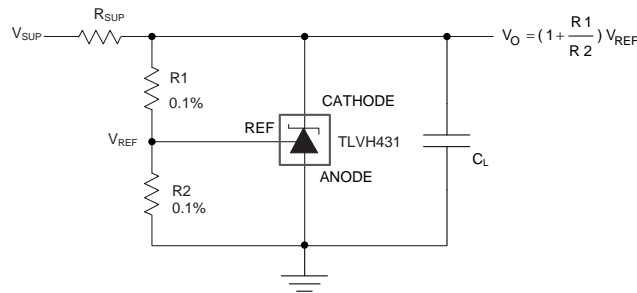 R_SUP
V_SUP
V_O = (1 + R1/R2) V_REF
R1
0.1%
CATHODE
REF
TLVH431
V_REF
C_L
ANODE
R2
0.1%